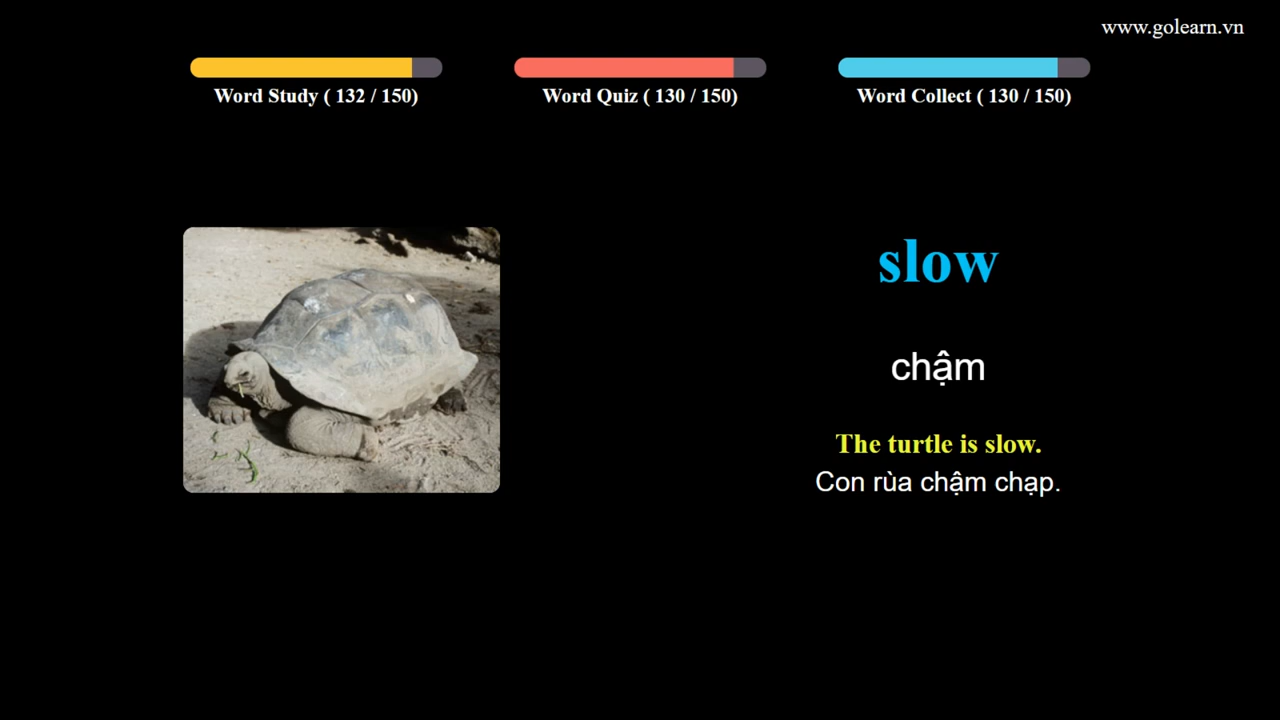 www.golearn.vn
Word Study ( 132 / 150)
Word Quiz ( 130 / 150)
Word Collect ( 130 / 150)
slow
chậm
The turtle is slow.
Con rùa chậm chạp.